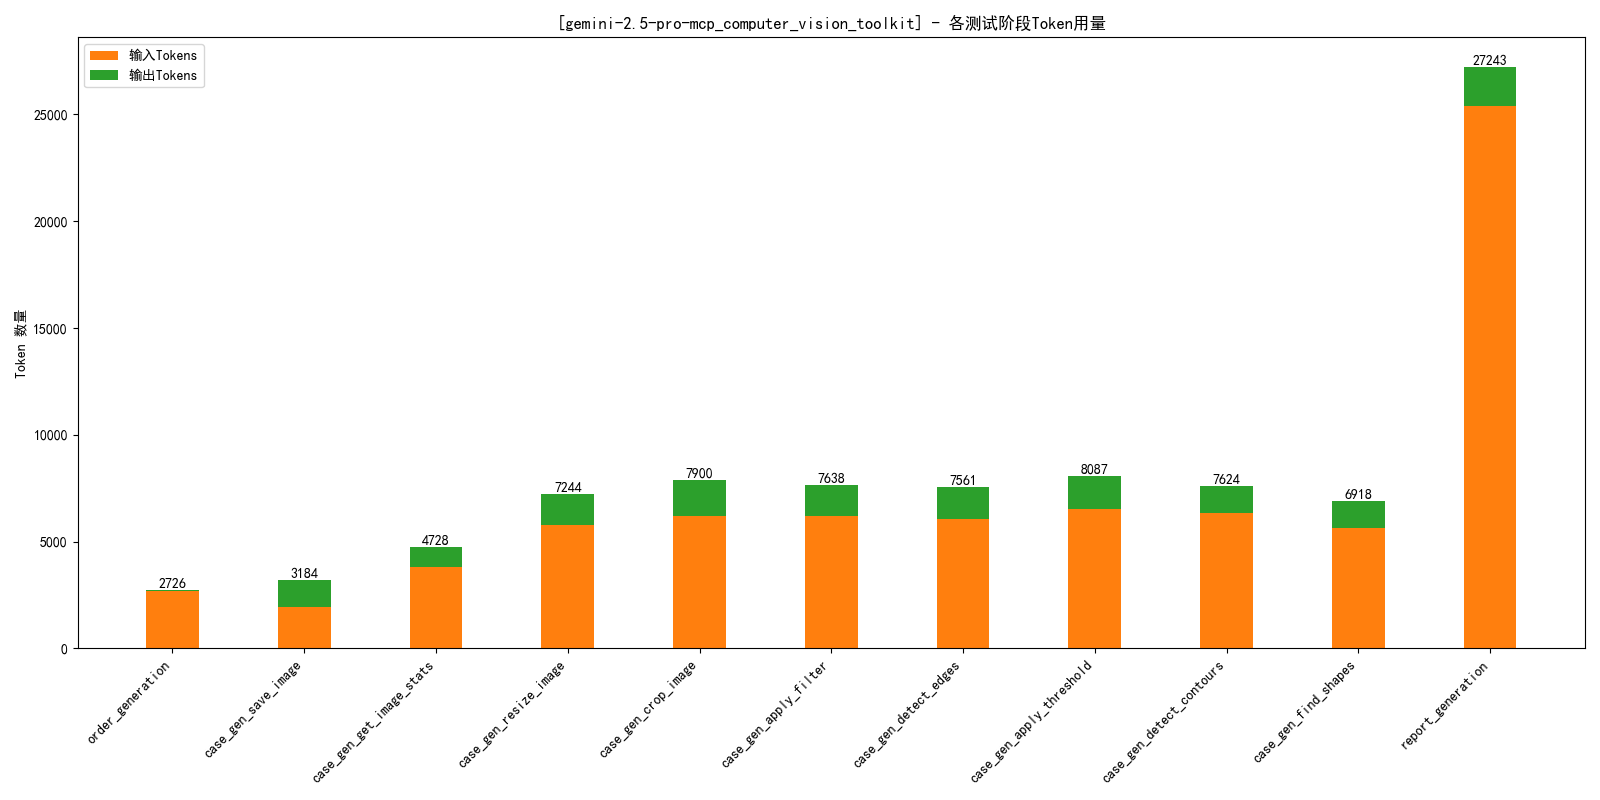 [gemini-2.5-pro-mcp_computer_vision_toolkit] - 各测试阶段Token用量
输入Tokens
输出Tokens
Token 数量
25000
20000
15000
10000
5000
0
2726
3184
4728
7244
7900
7638
7561
8087
7624
6918
27243
order_generation
case_gen_save_image
case_gen_get_image_stats
case_gen_resize_image
case_gen_crop_image
case_gen_apply_filter
case_gen_detect_edges
case_gen_apply_threshold
case_gen_detect_contours
case_gen_find_shapes
report_generation